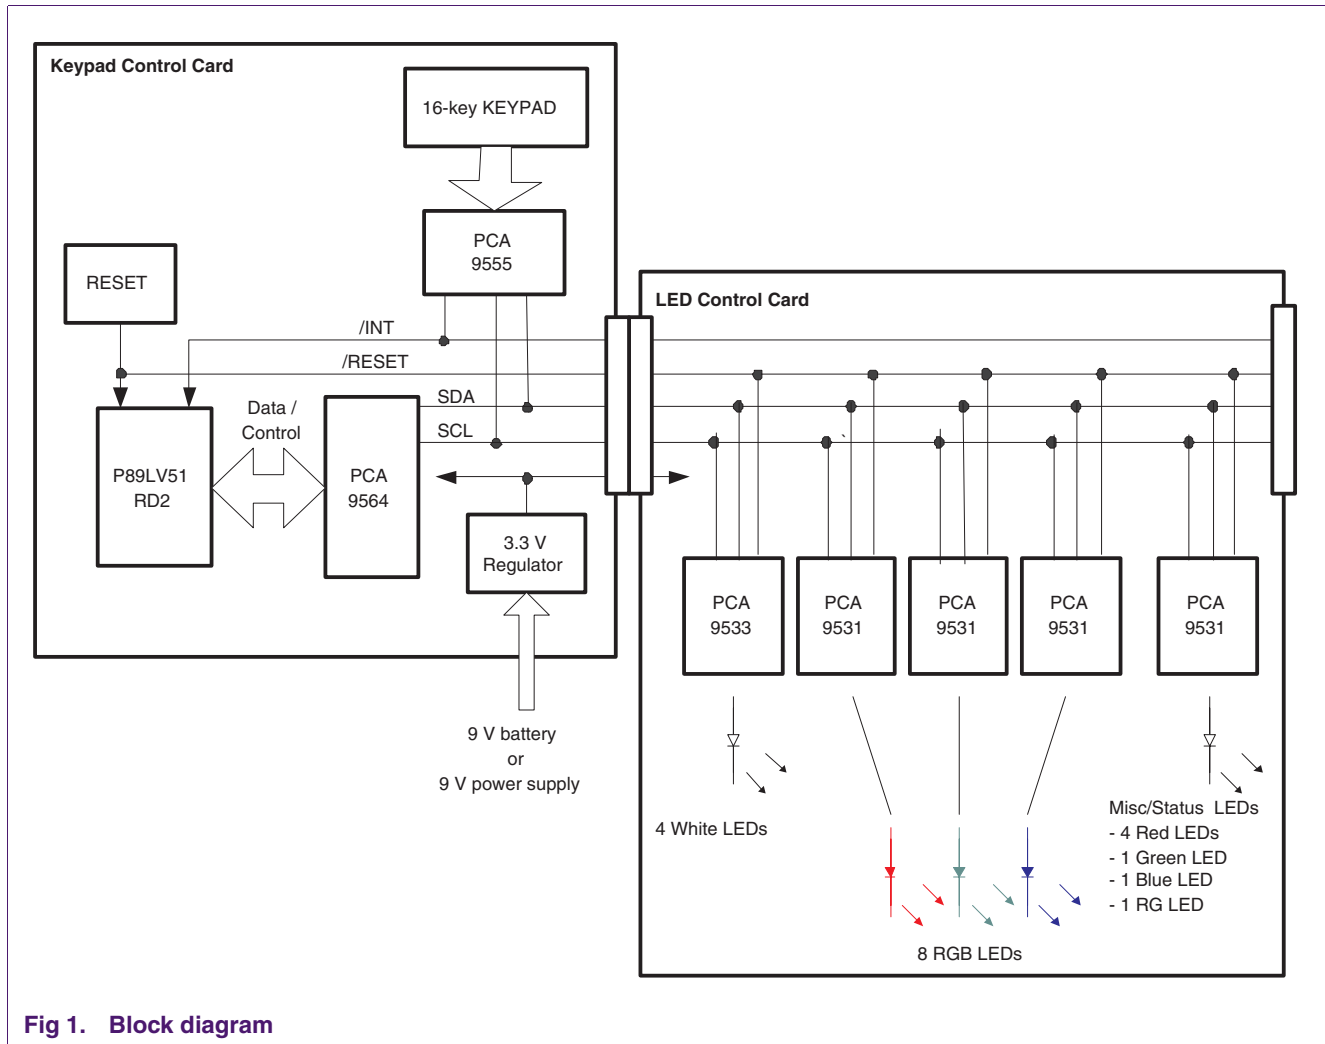 Keypad Control Card
16-key KEYPAD
PCA
9555
RESET
/INT
/RESET
SDA
SCL
Data /
Control
P89LV51
RD2
PCA
9564
3.3 V
Regulator
9 V battery
or
9 V power supply
LED Control Card
PCA
9533
PCA
9531
PCA
9531
PCA
9531
PCA
9531
4 White LEDs
8 RGB LEDs
Misc/Status LEDs
- 4 Red LEDs
- 1 Green LED
- 1 Blue LED
- 1 RG LED
Fig 1. Block diagram